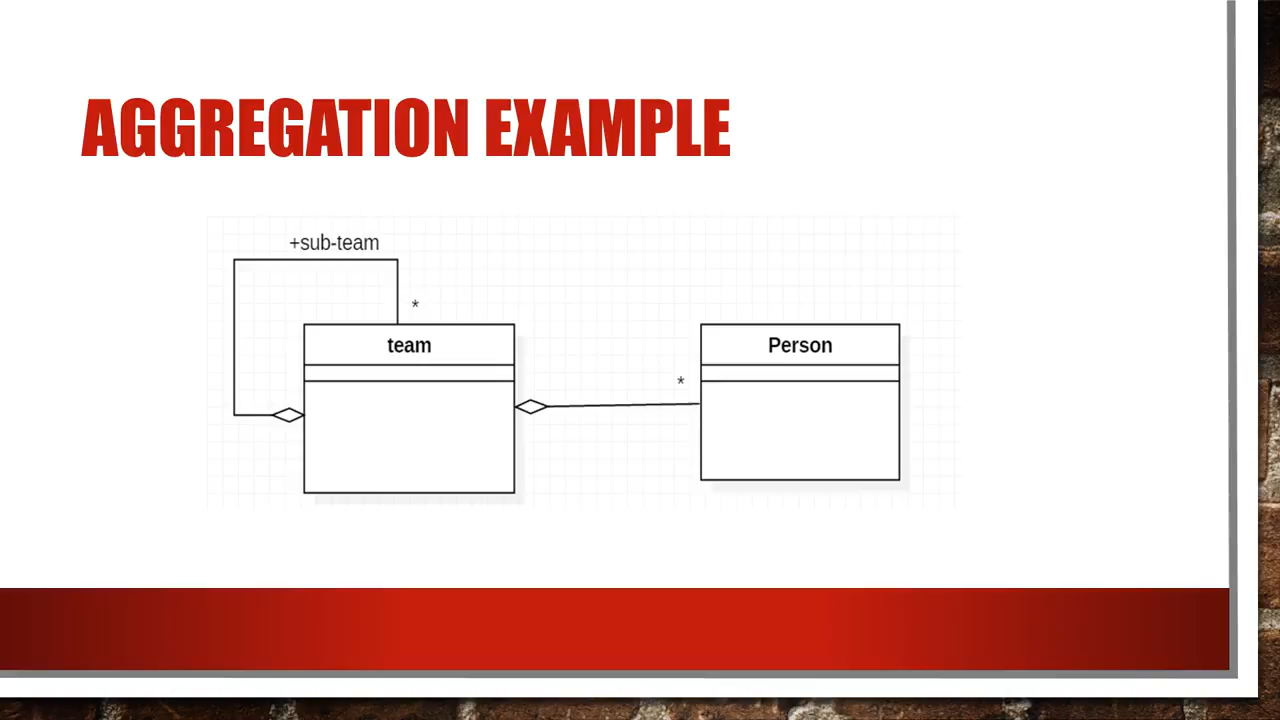 AGGREGATION EXAMPLE
+sub-team
*
team
Person
*